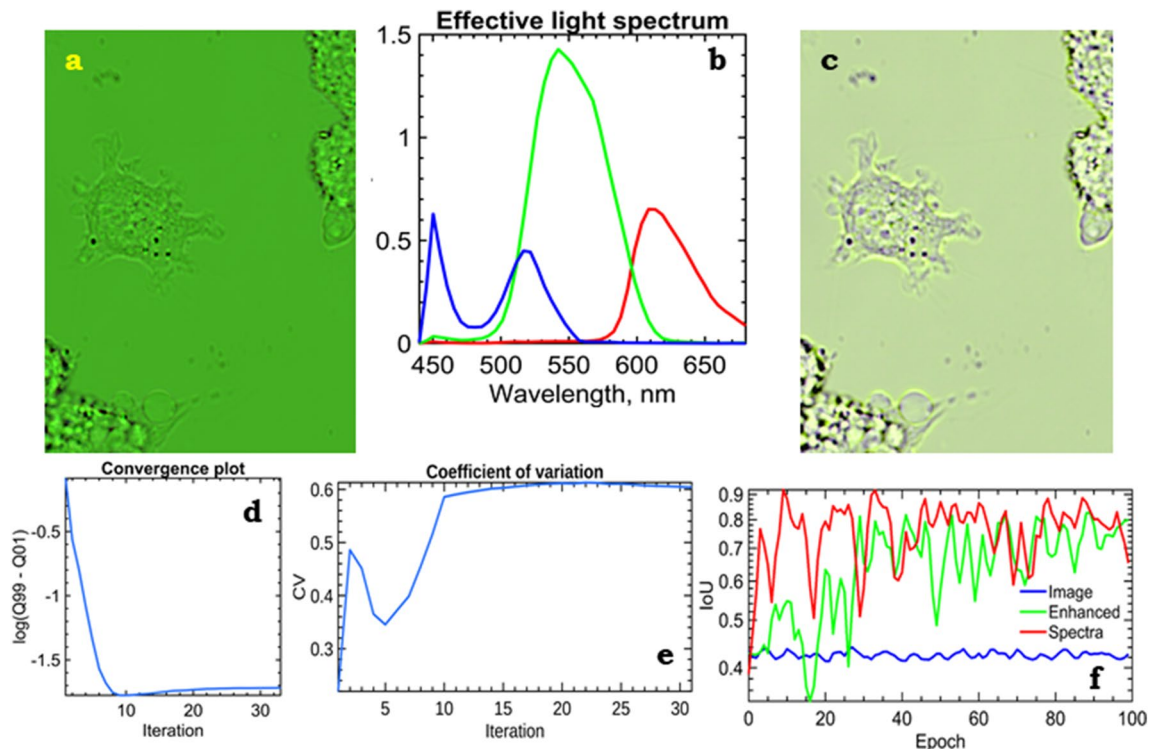 a
Effective light spectrum
b
1.5
1
0.5
0
450 500 550 600 650
Wavelength, nm
c
Convergence plot
d
-0.5
-1
-1.5
log(Q99 - Q01)
10 20 30
Iteration
Coefficient of variation
0.6
0.5
0.4
0.3
CV
e
5 10 15 20 25 30
Iteration
0.9
0.8
0.7
0.6
0.5
0.4
IoU
Image
Enhanced
Spectra
f
0 20 40 60 80 100
Epoch